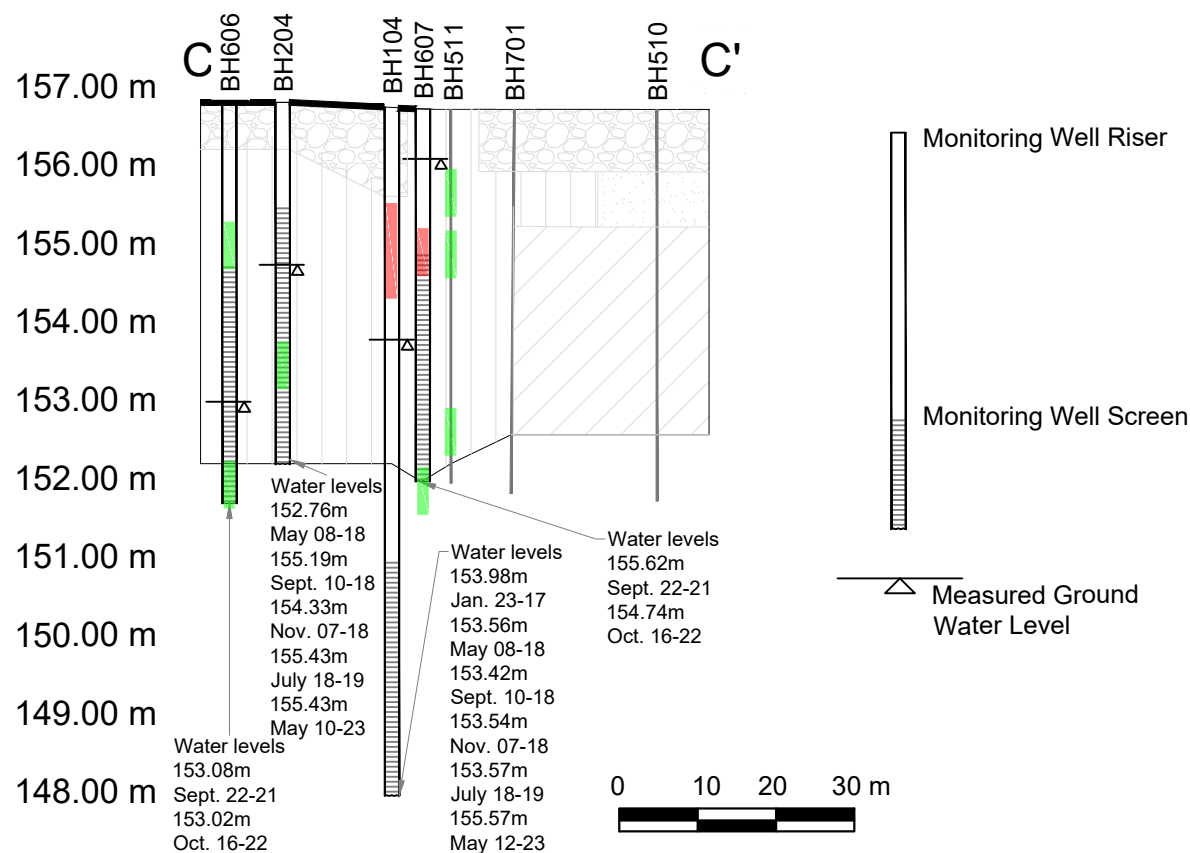 C
BH606
BH204
BH104
BH607
BH511
BH701
BH510
C'
157.00 m
156.00 m
155.00 m
154.00 m
153.00 m
152.00 m
151.00 m
150.00 m
149.00 m
148.00 m
Monitoring Well Riser
Monitoring Well Screen
Measured Ground
Water Level
Water levels
152.76m
May 08-18
155.19m
Sept. 10-18
154.33m
Nov. 07-18
155.43m
July 18-19
155.43m
May 10-23
Water levels
153.98m
Jan. 23-17
153.56m
May 08-18
153.42m
Sept. 10-18
153.54m
Nov. 07-18
153.57m
July 18-19
155.57m
May 12-23
Water levels
155.62m
Sept. 22-21
154.74m
Oct. 16-22
Water levels
153.08m
Sept. 22-21
153.02m
Oct. 16-22
0 10 20 30 m